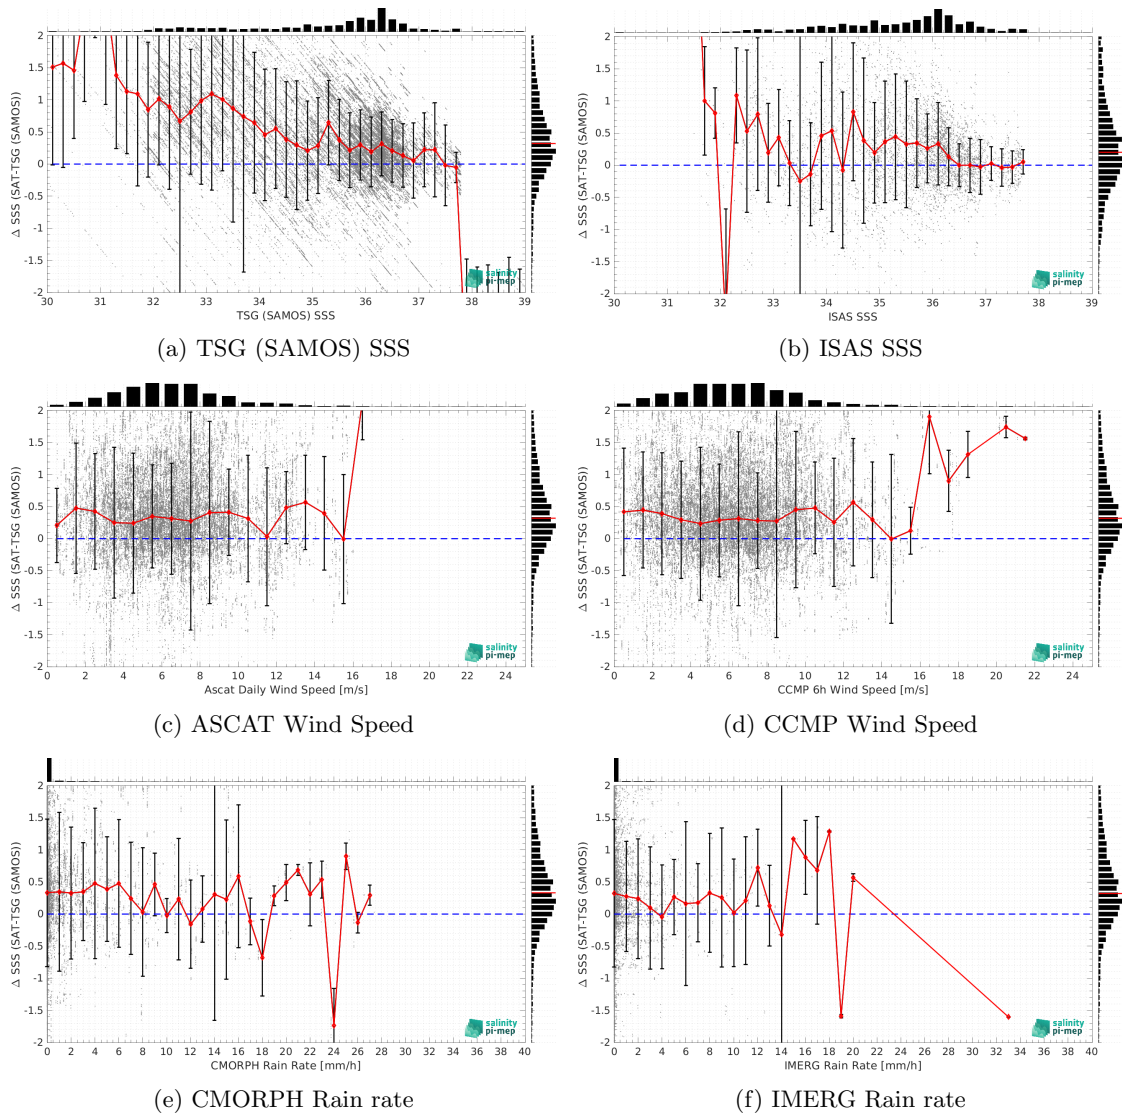 2
1.5
1
0.5
0
-0.5
-1
-1.5
-2
Δ SSS (SAT-TSG (SAMOS))
30 31 32 33 34 35 36 37 38 39
TSG (SAMOS) SSS
salinity
pi-mep
(a) TSG (SAMOS) SSS
2
1.5
1
0.5
0
-0.5
-1
-1.5
-2
Δ SSS (SAT-TSG (SAMOS))
30 31 32 33 34 35 36 37 38 39
ISAS SSS
salinity
pi-mep
(b) ISAS SSS
2
1.5
1
0.5
0
-0.5
-1
-1.5
-2
Δ SSS (SAT-TSG (SAMOS))
0 2 4 6 8 10 12 14 16 18 20 22 24
Ascat Daily Wind Speed [m/s]
salinity
pi-mep
(c) ASCAT Wind Speed
2
1.5
1
0.5
0
-0.5
-1
-1.5
-2
Δ SSS (SAT-TSG (SAMOS))
0 2 4 6 8 10 12 14 16 18 20 22 24
CCMP 6h Wind Speed [m/s]
salinity
pi-mep
(d) CCMP Wind Speed
2
1.5
1
0.5
0
-0.5
-1
-1.5
-2
Δ SSS (SAT-TSG (SAMOS))
0 2 4 6 8 10 12 14 16 18 20 22 24 26 28 30 32 34 36 38 40
CMORPH Rain Rate [mm/h]
salinity
pi-mep
(e) CMORPH Rain rate
2
1.5
1
0.5
0
-0.5
-1
-1.5
-2
Δ SSS (SAT-TSG (SAMOS))
0 2 4 6 8 10 12 14 16 18 20 22 24 26 28 30 32 34 36 38 40
IMERG Rain Rate [mm/h]
salinity
pi-mep
(f) IMERG Rain rate